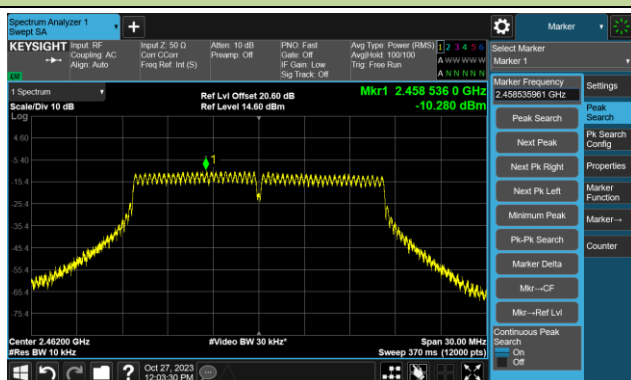 Spectrum Analyzer 1
Swept SA
+
Marker
KEYSIGHT
Input: RF
Coupling: AC
Align: Auto
Input Z: 50 Ω
Corr CCorr
Freq Ref: Int (S)
Atten: 10 dB
Preamp: Off
PNO: Fast
Gate: Off
IF Gain: Low
Sig Track: Off
Avg Type: Power (RMS)
Avg|Hold: 100/100
Trig: Free Run
1 2 3 4 5 6
A W W W W W
A N N N N N
Select Marker
Marker 1
1 Spectrum
Scale/Div 10 dB
Log
Ref Lvl Offset 20.60 dB
Ref Level 14.60 dBm
Mkr1 2.458 536 0 GHz
-10.280 dBm
4.60
-5.40
-15.4
-25.4
-35.4
-45.4
-55.4
-65.4
-75.4
1
Center 2.46200 GHz
#Res BW 10 kHz
#Video BW 30 kHz*
Span 30.00 MHz
Sweep 370 ms (12000 pts)
Marker Frequency
2.458535961 GHz
Peak Search
Next Peak
Next Pk Right
Next Pk Left
Minimum Peak
Pk-Pk Search
Marker Delta
Mkr→CF
Mkr→Ref Lvl
Continuous Peak
Search
On
Off
Settings
Peak
Search
Pk Search
Config
Properties
Marker
Function
Marker→
Counter
?
Oct 27, 2023
12:03:30 PM